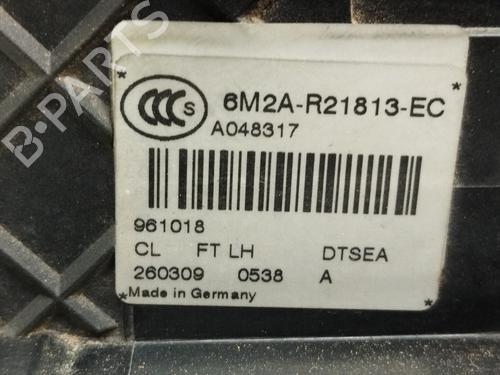 CCC S 6M2A-R21813-EC
A048317
961018
CL FT LH DTSEA
260309 0538 A
Made in Germany
B-Parts